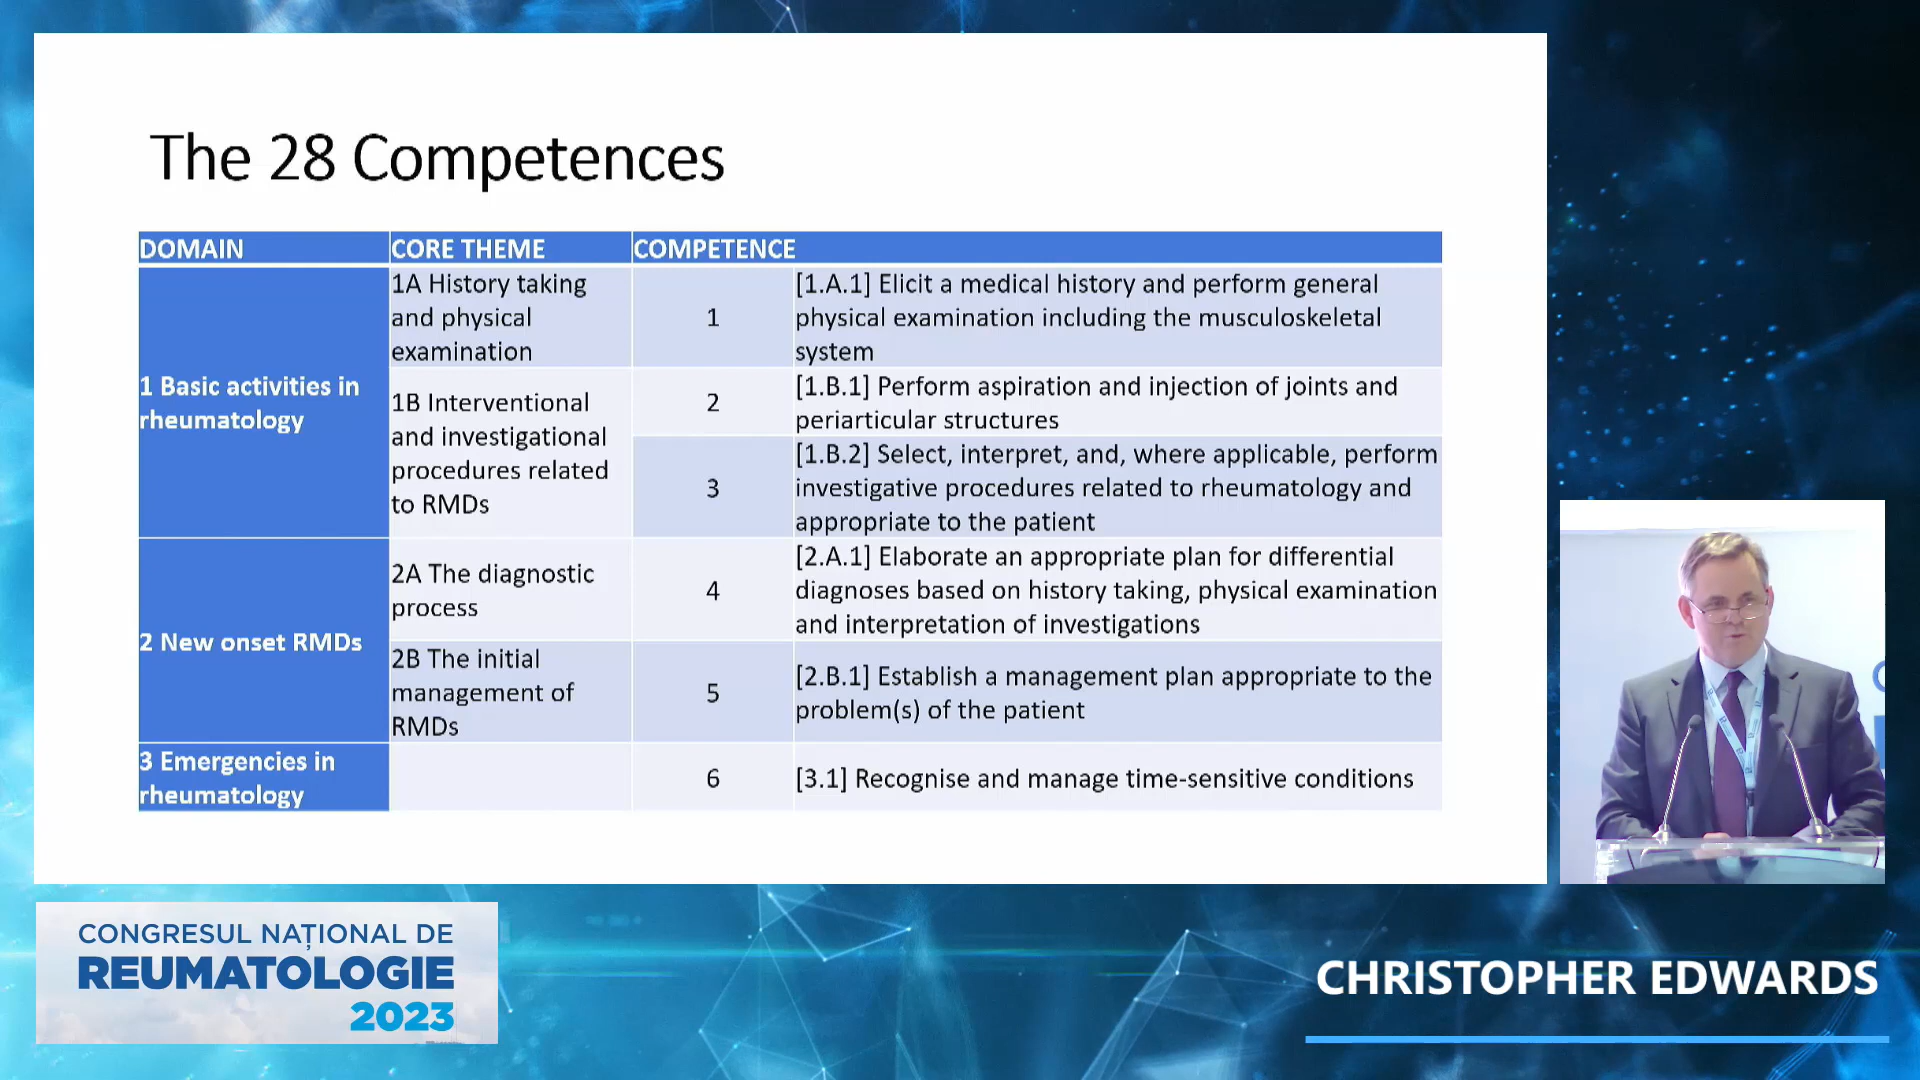 The 28 Competences
DOMAIN
CORE THEME
COMPETENCE
1 Basic activities in
rheumatology
1A History taking
and physical
examination
1
[1.A.1] Elicit a medical history and perform general
physical examination including the musculoskeletal
system
1B Interventional
and investigational
procedures related
to RMDs
2
[1.B.1] Perform aspiration and injection of joints and
periarticular structures
3
[1.B.2] Select, interpret, and, where applicable, perform
investigative procedures related to rheumatology and
appropriate to the patient
2 New onset RMDs
2A The diagnostic
process
4
[2.A.1] Elaborate an appropriate plan for differential
diagnoses based on history taking, physical examination
and interpretation of investigations
2B The initial
management of
RMDs
5
[2.B.1] Establish a management plan appropriate to the
problem(s) of the patient
3 Emergencies in
rheumatology
6
[3.1] Recognise and manage time-sensitive conditions
CONGRESUL NAȚIONAL DE
REUMATOLOGIE
2023
CHRISTOPHER EDWARDS